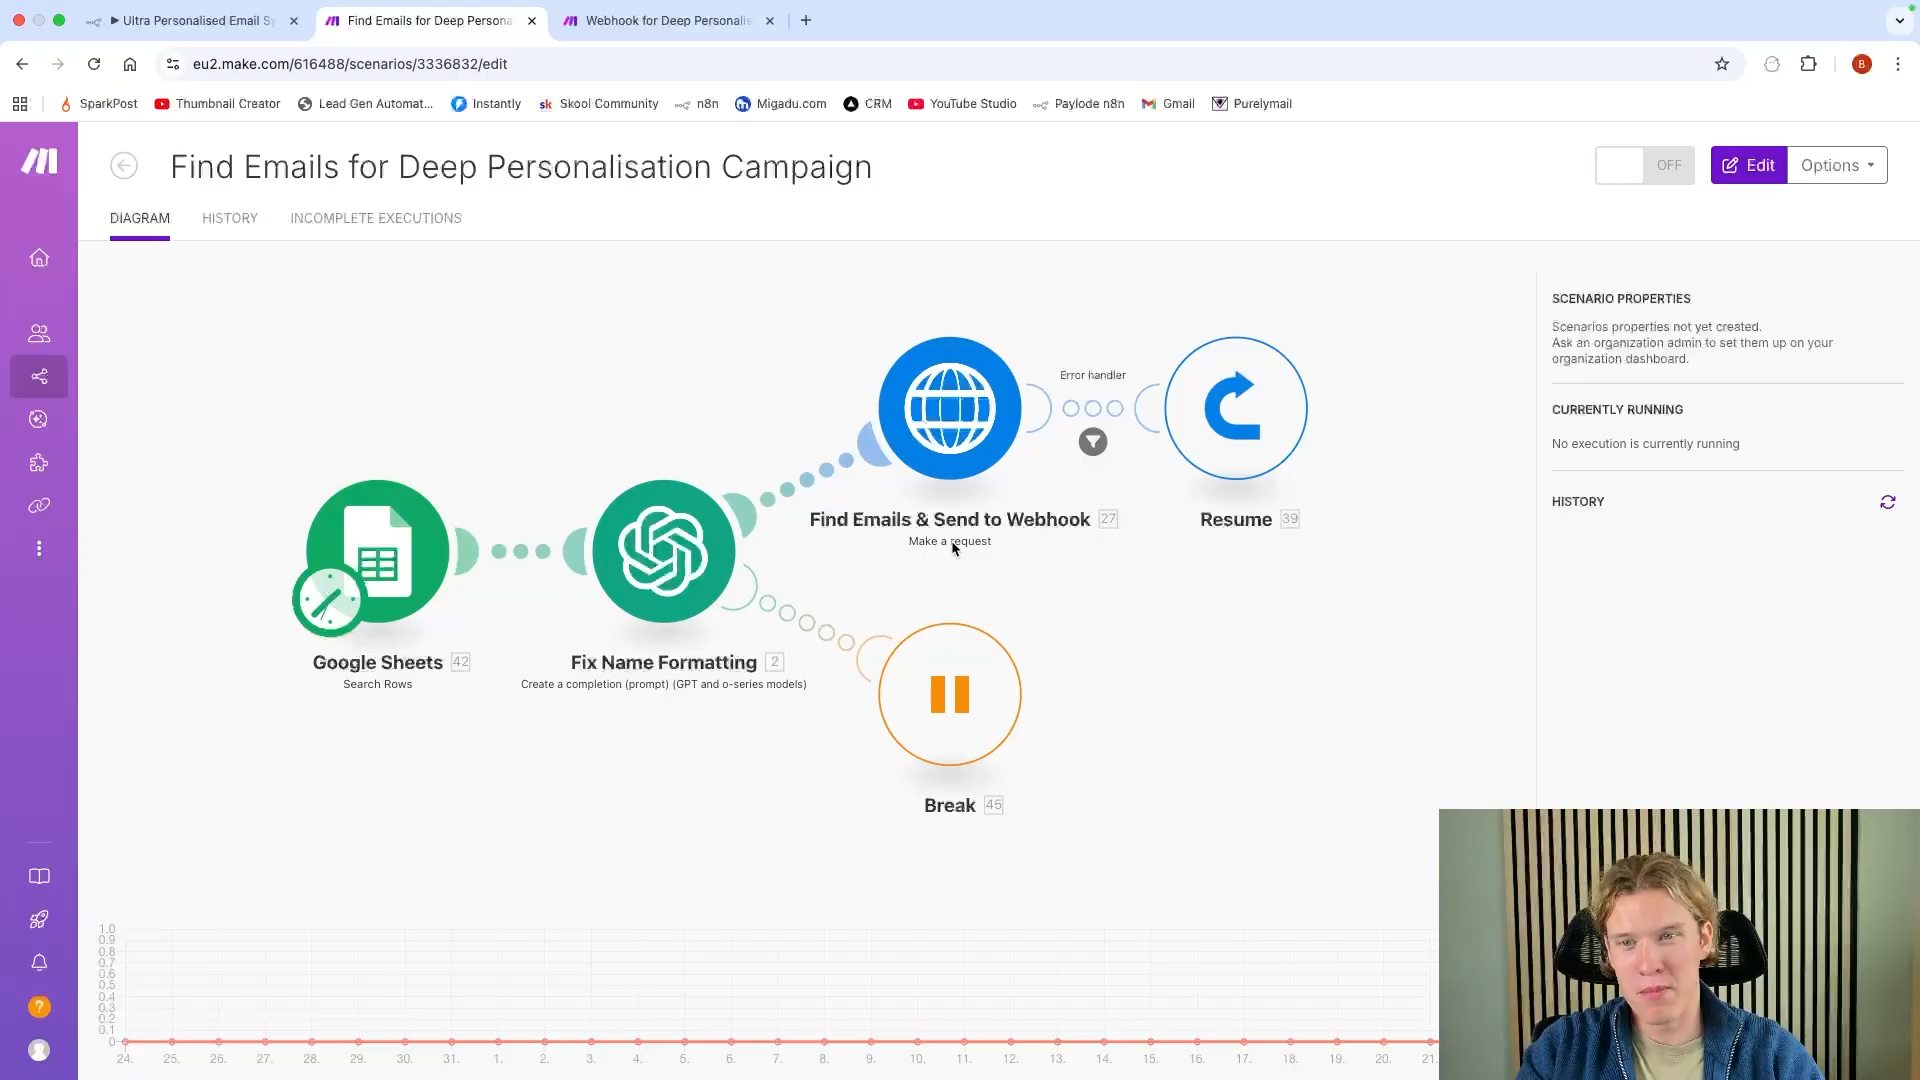 Ultra Personalised Email Sy
Find Emails for Deep Persona
Webhook for Deep Personalis
eu2.make.com/616488/scenarios/3336832/edit
B
SparkPost
Thumbnail Creator
Lead Gen Automat...
Instantly
sk
Skool Community
n8n
Migadu.com
CRM
YouTube Studio
Paylode n8n
Gmail
Purelymail
Find Emails for Deep Personalisation Campaign
OFF
Edit
Options
DIAGRAM
HISTORY
INCOMPLETE EXECUTIONS
SCENARIO PROPERTIES
Scenarios properties not yet created.
Ask an organization admin to set them up on your
organization dashboard.
CURRENTLY RUNNING
No execution is currently running
HISTORY
Error handler
Find Emails & Send to Webhook 27
Make a request
Resume 39
Google Sheets 42
Search Rows
Fix Name Formatting 2
Create a completion (prompt) (GPT and o-series models)
Break 45
1.0
0.9
0.8
0.7
0.6
0.5
0.4
0.3
0.2
0.1
0
24. 25. 26. 27. 28. 29. 30. 31. 1. 2. 3. 4. 5. 6. 7. 8. 9. 10. 11. 12. 13. 14. 15. 16. 17. 18. 19. 20. 21.
?